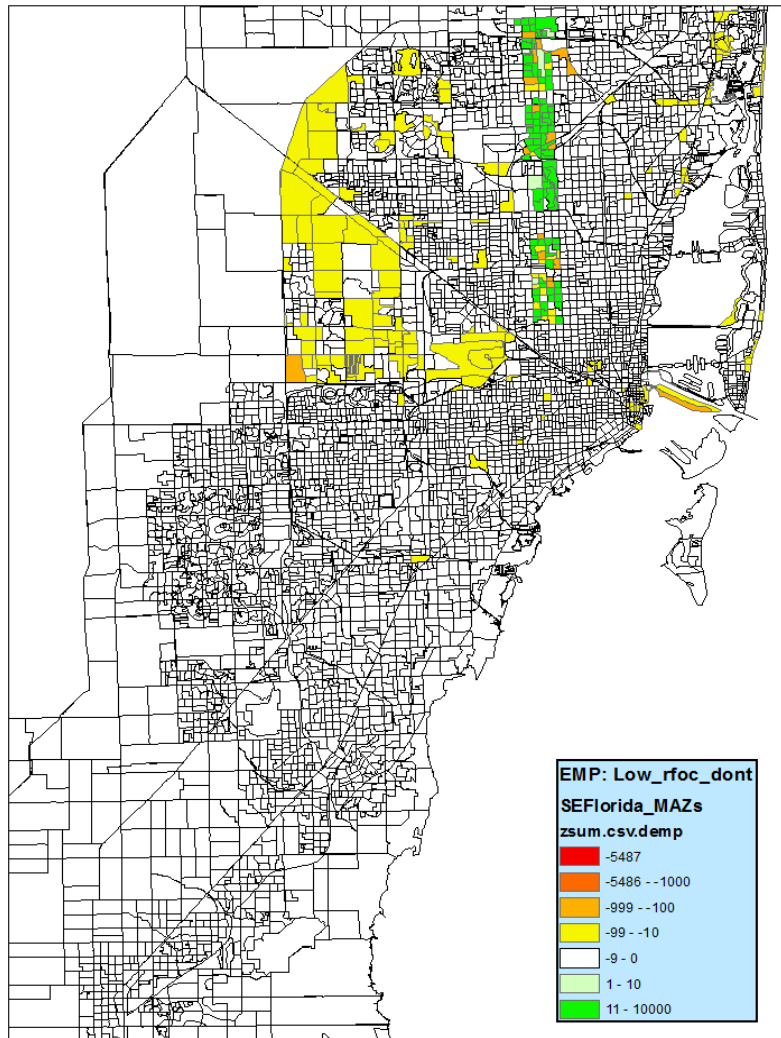 EMP: Low_rfoc_dont
SEFlorida_MAZs
zsum.csv.demp
-5487
-5486 - -1000
-999 - -100
-99 - -10
-9 - 0
1 - 10
11 - 10000